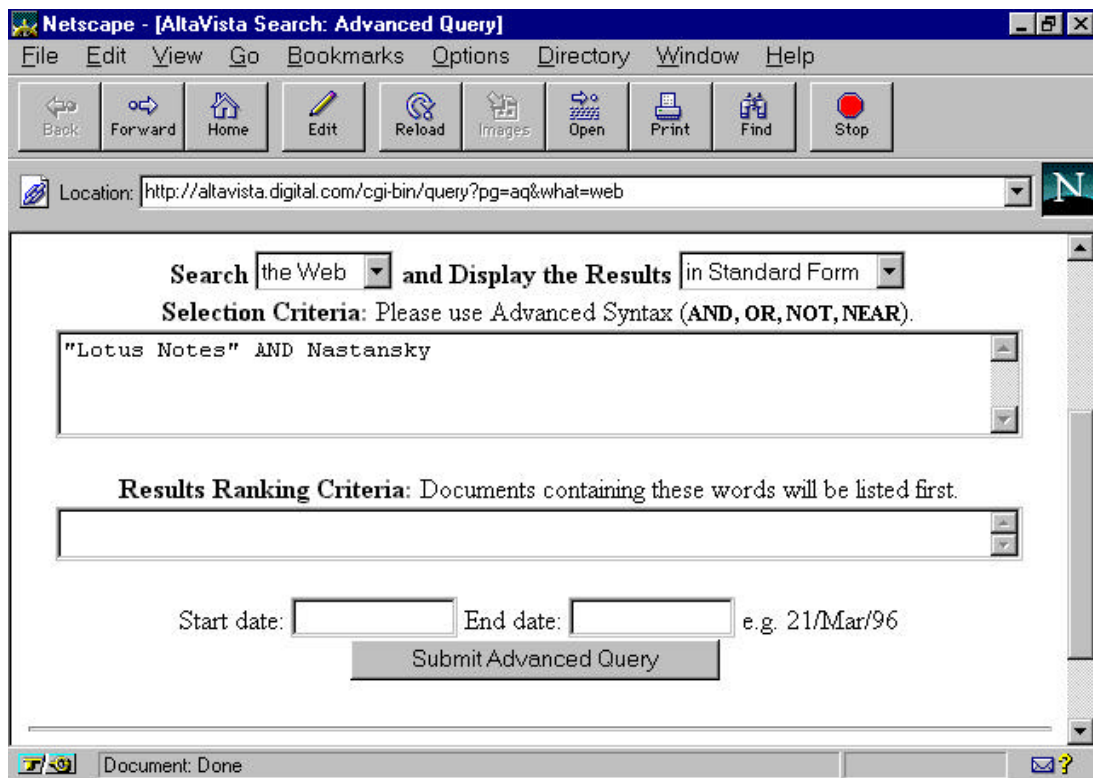 Netscape - [AltaVista Search: Advanced Query]
File Edit View Go Bookmarks Options Directory Window Help
Back Forward Home Edit Reload Images Open Print Find Stop
Location: http://altavista.digital.com/cgi-bin/query?pg=aq&what=web
N
Search the Web and Display the Results in Standard Form
Selection Criteria: Please use Advanced Syntax (AND, OR, NOT, NEAR).
"Lotus Notes" AND Nastansky
Results Ranking Criteria: Documents containing these words will be listed first.
Start date: End date: e.g. 21/Mar/96
Submit Advanced Query
Document: Done